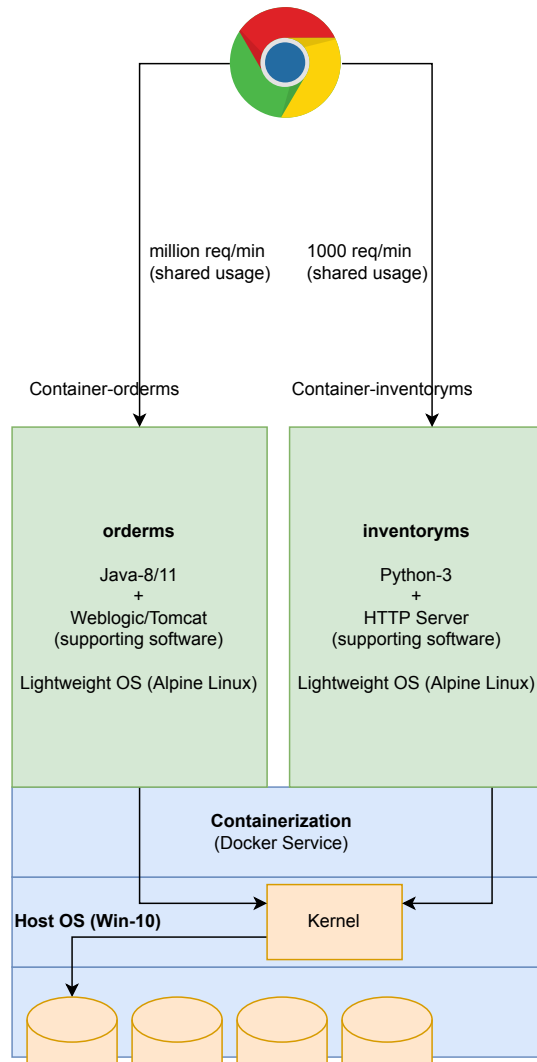 million req/min
(shared usage)
1000 req/min
(shared usage)
Container-orderms
Container-inventoryms
orderms
Java-8/11
+
Weblogic/Tomcat
(supporting software)
Lightweight OS (Alpine Linux)
inventoryms
Python-3
+
HTTP Server
(supporting software)
Lightweight OS (Alpine Linux)
Containerization
(Docker Service)
Host OS (Win-10)
Kernel